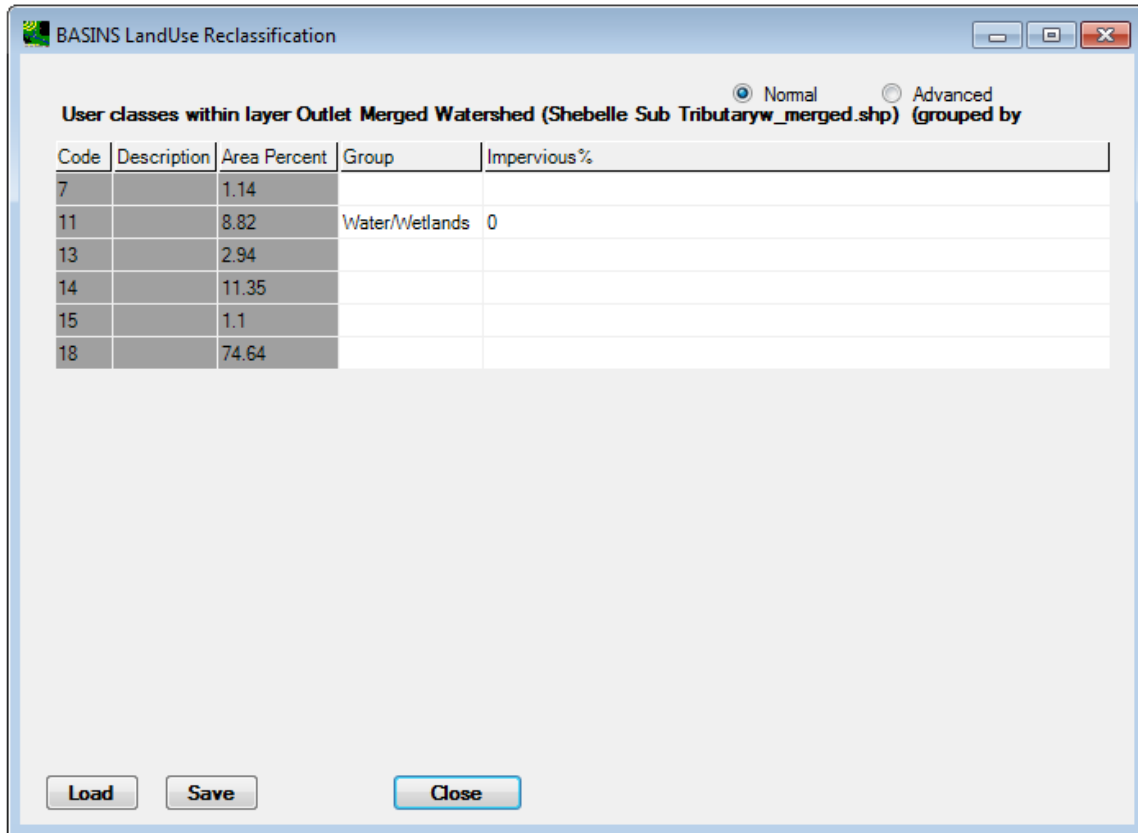 BASINS LandUse Reclassification
Normal Advanced
User classes within layer Outlet Merged Watershed (Shebelle Sub Tributaryw_merged.shp) (grouped by
Code Description Area Percent Group Impervious%
7 1.14
11 8.82 Water/Wetlands 0
13 2.94
14 11.35
15 1.1
18 74.64
Load Save Close